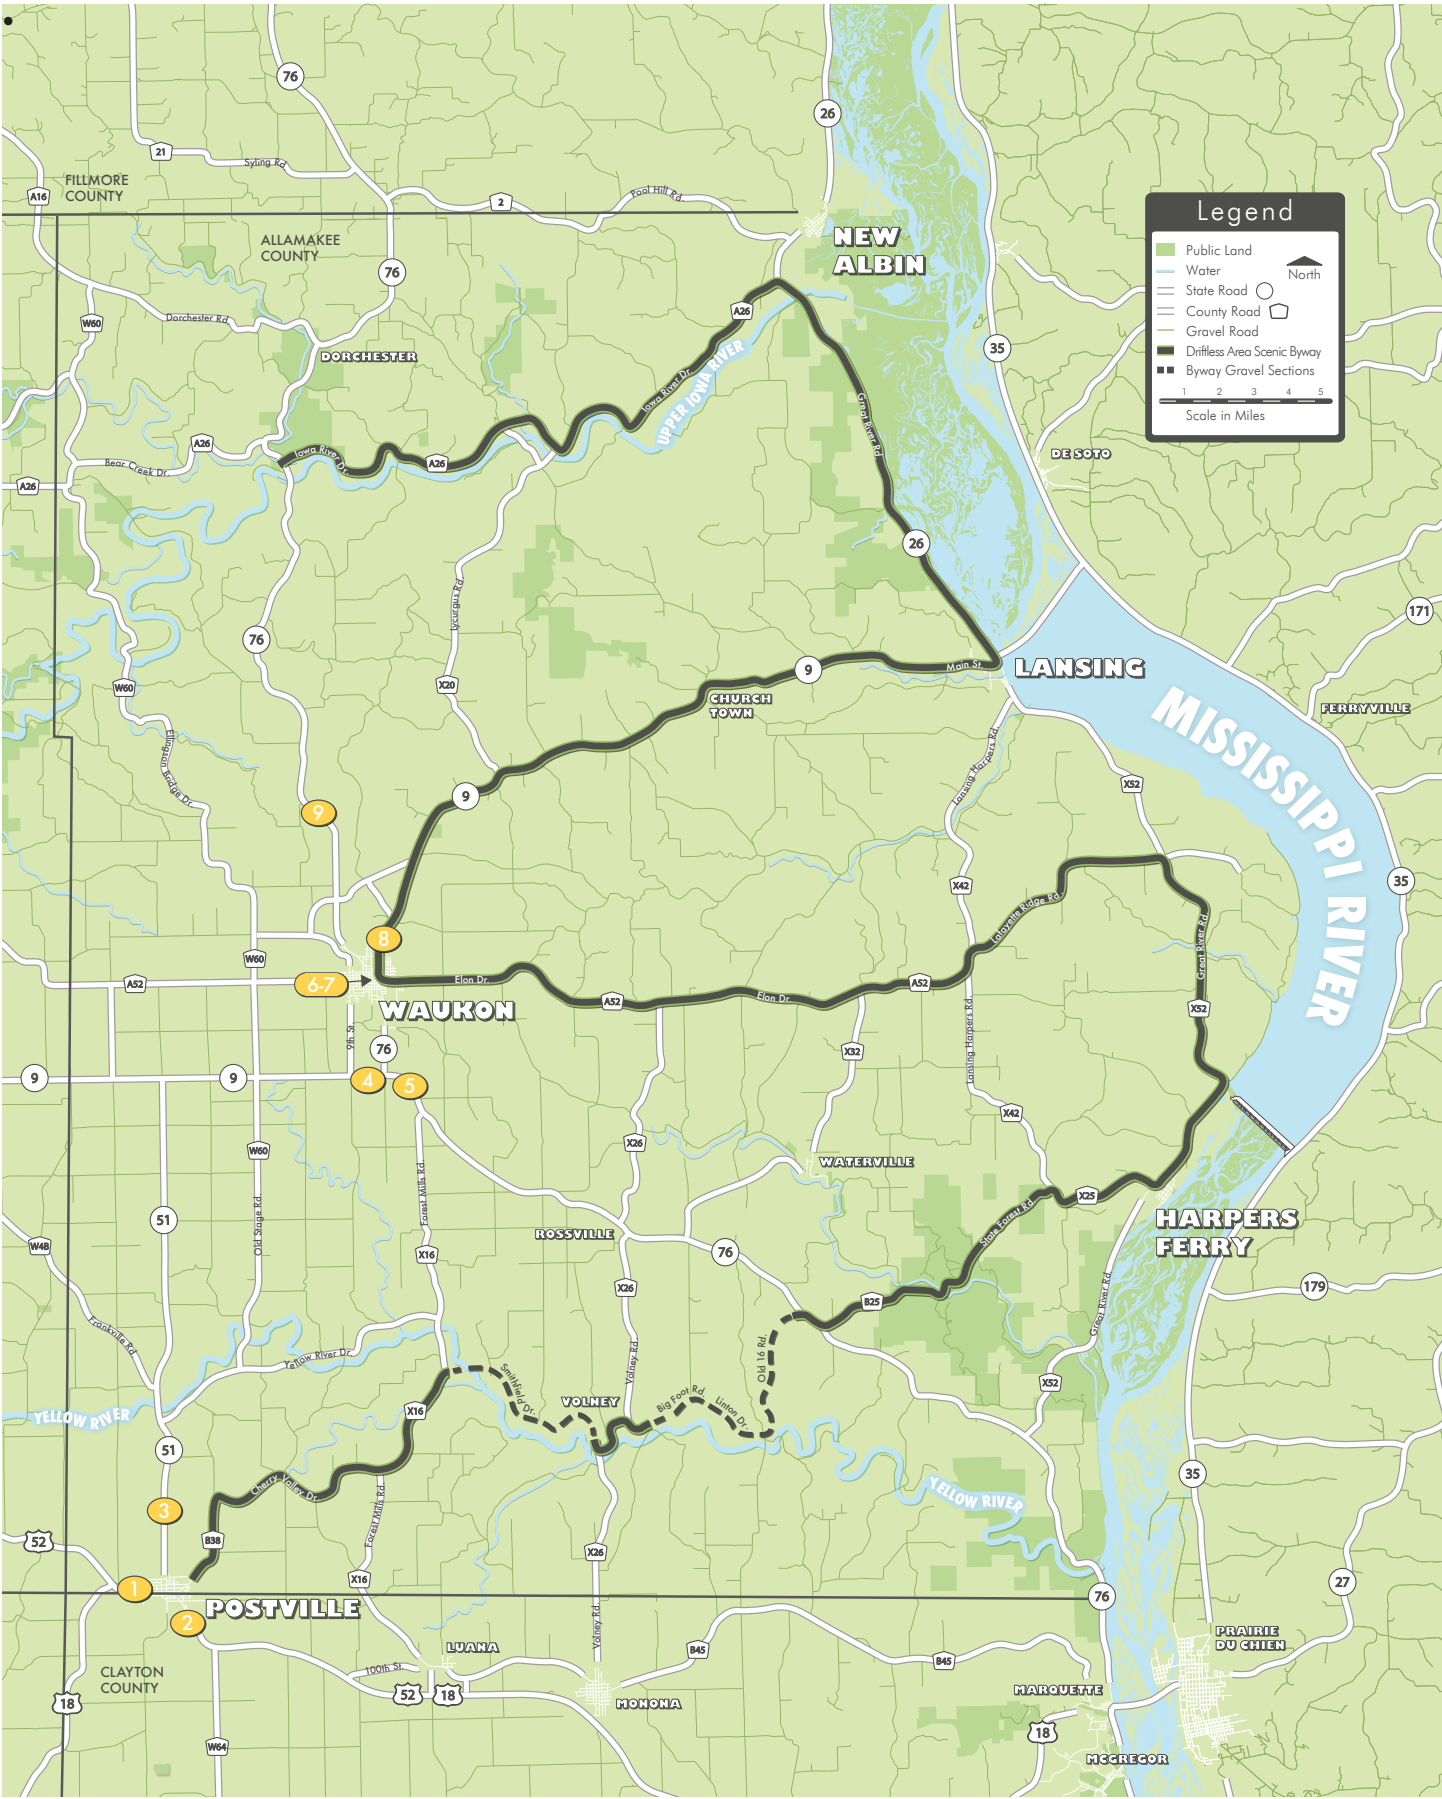 76
26
21
Syling Rd.
FILLMORE
COUNTY
A16
2
Pool Hill Rd.
ALLAMAKEE
COUNTY
NEW
ALBIN
Legend
Public Land
Water
North
State Road
County Road
Gravel Road
Driftless Area Scenic Byway
Byway Gravel Sections
1 2 3 4 5
Scale in Miles
76
W60
Dorchester Rd.
A26
DORCHESTER
35
Iowa River Dr.
UPPER IOWA RIVER
Great River Rd.
A26
Bear Creek Dr.
Iowa River Dr.
A26
DE SOTO
A26
26
Lycurgus Rd.
171
76
Main St.
9
LANSING
X20
W60
CHURCH
TOWN
FERRYVILLE
MISSISSIPPI RIVER
Ellingson Bridge Dr.
Lansing Harpers Rd.
X52
9
9
35
X42
Lafayette Ridge Rd.
8
Great River Rd.
W60
A52
6-7
Elon Dr.
A52
Elon Dr.
A52
WAUKON
X52
9th St.
76
X32
Lansing Harpers Rd.
9
9
4
5
X42
W60
X26
WATERVILLE
Forest Mills Rd.
X25
51
Old Stage Rd.
HARPERS
FERRY
W4B
ROSSVILLE
State Forest Rd.
X16
76
X26
179
B25
Great River Rd.
Frankville Rd.
Yellow River Dr.
Old 16 Rd.
Volney Rd.
Smithfield Dr.
X52
VOLNEY
Big Foot Rd.
Linton Dr.
X16
YELLOW RIVER
51
35
Cherry Valley Dr.
YELLOW RIVER
3
Forest Mills Rd.
B38
52
X26
X16
27
1
76
POSTVILLE
2
Volney Rd.
PRAIRIE
DU CHIEN
LUANA
B45
B45
100th St.
CLAYTON
COUNTY
MARQUETTE
52
18
18
MONONA
18
W64
MCGREGOR